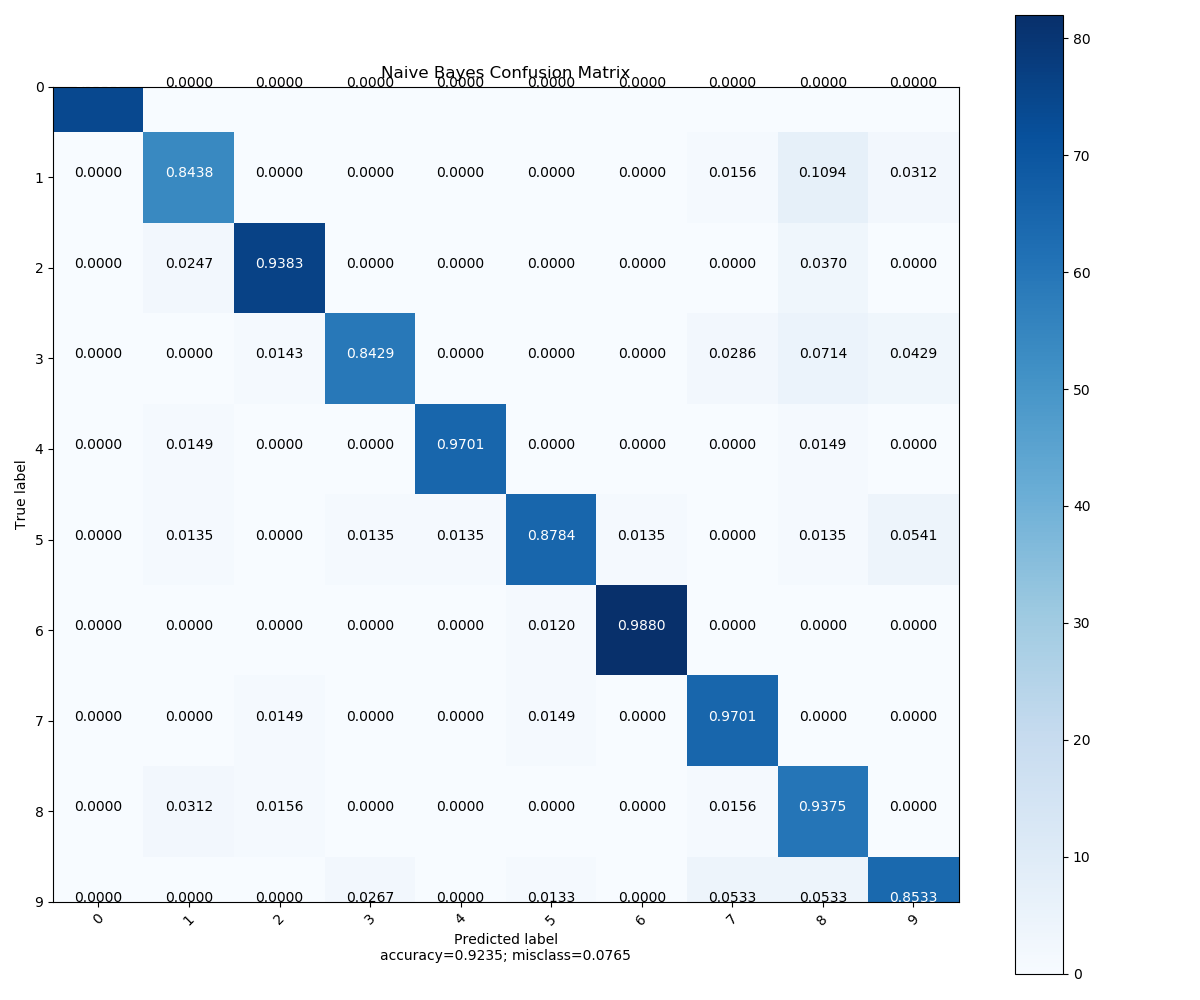 Naive Bayes Confusion Matrix
0.0000 0.0000 0.0000 0.0000 0.0000 0.0000 0.0000 0.0000 0.0000
0
1 0.0000 0.8438 0.0000 0.0000 0.0000 0.0000 0.0000 0.0156 0.1094 0.0312
2 0.0000 0.0247 0.9383 0.0000 0.0000 0.0000 0.0000 0.0000 0.0370 0.0000
3 0.0000 0.0000 0.0143 0.8429 0.0000 0.0000 0.0000 0.0286 0.0714 0.0429
4 0.0000 0.0149 0.0000 0.0000 0.9701 0.0000 0.0000 0.0000 0.0149 0.0000
5 0.0000 0.0135 0.0000 0.0135 0.0135 0.8784 0.0135 0.0000 0.0135 0.0541
6 0.0000 0.0000 0.0000 0.0000 0.0000 0.0120 0.9880 0.0000 0.0000 0.0000
7 0.0000 0.0000 0.0149 0.0000 0.0000 0.0149 0.0000 0.9701 0.0000 0.0000
8 0.0000 0.0312 0.0156 0.0000 0.0000 0.0000 0.0000 0.0156 0.9375 0.0000
9 0.0000 0.0000 0.0000 0.0267 0.0000 0.0133 0.0000 0.0533 0.0533 0.8533
True label
0 1 2 3 4 5 6 7 8 9
Predicted label
accuracy=0.9235; misclass=0.0765
80
70
60
50
40
30
20
10
0